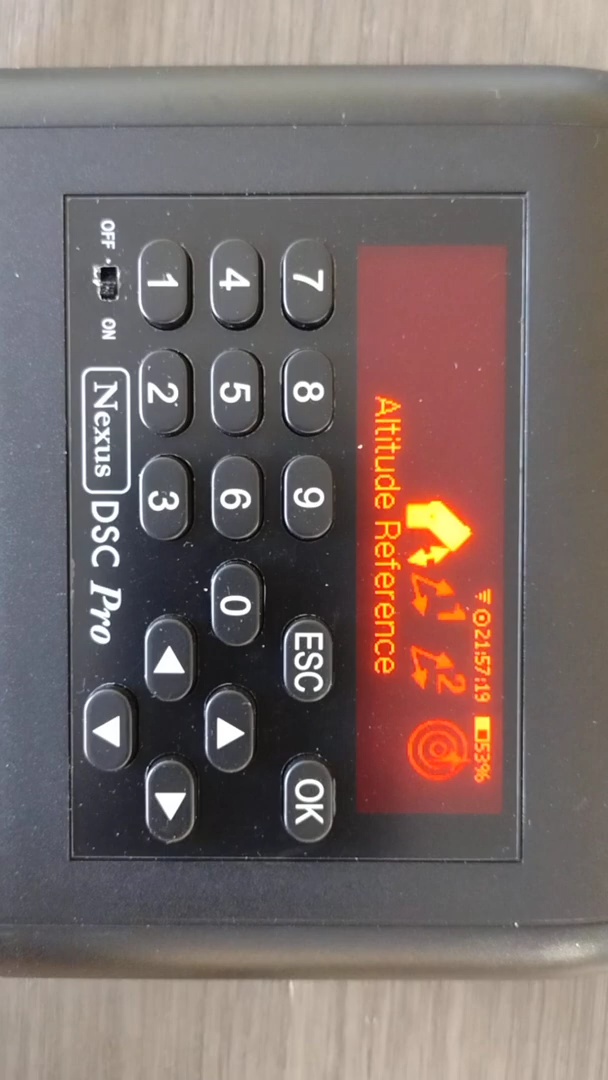 21:57:19 53%
1 2
Altitude Reference
7 8 9 ESC OK
4 5 6 0
1 2 3
OFF ON Nexus DSC Pro